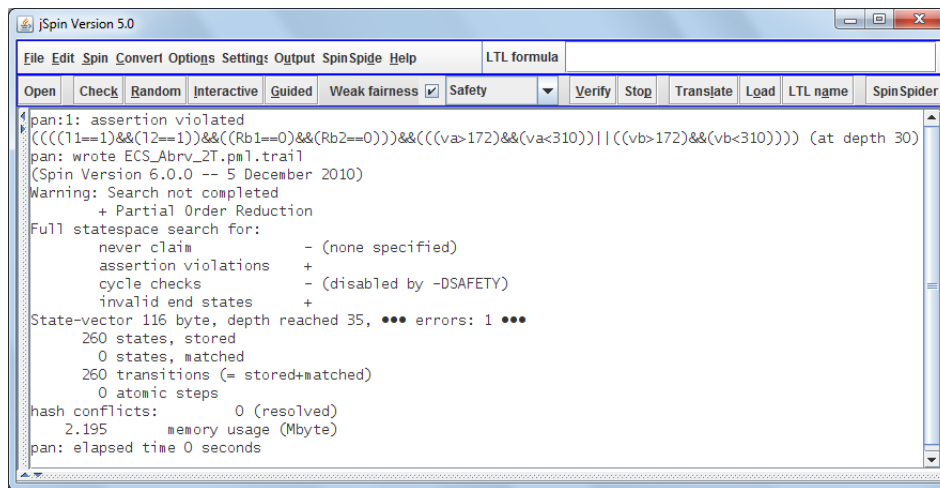 jSpin Version 5.0
File Edit Spin Convert Options Settings Output SpinSpide Help LTL formula
Open Check Random Interactive Guided Weak fairness Safety Verify Stop Translate Load LTL name SpinSpider
pan:1: assertion violated
((((l1==1)&&(l2==1))&&((Rb1==0)&&(Rb2==0)))&&(((va>172)&&(va<310))||((vb>172)&&(vb<310)))) (at depth 30)
pan: wrote ECS_Abrv_2T.pml.trail
(Spin Version 6.0.0 -- 5 December 2010)
Warning: Search not completed
+ Partial Order Reduction
Full statespace search for:
never claim - (none specified)
assertion violations +
cycle checks - (disabled by -DSAFETY)
invalid end states +
State-vector 116 byte, depth reached 35, ●●● errors: 1 ●●●
260 states, stored
0 states, matched
260 transitions (= stored+matched)
0 atomic steps
hash conflicts: 0 (resolved)
2.195 memory usage (Mbyte)
pan: elapsed time 0 seconds